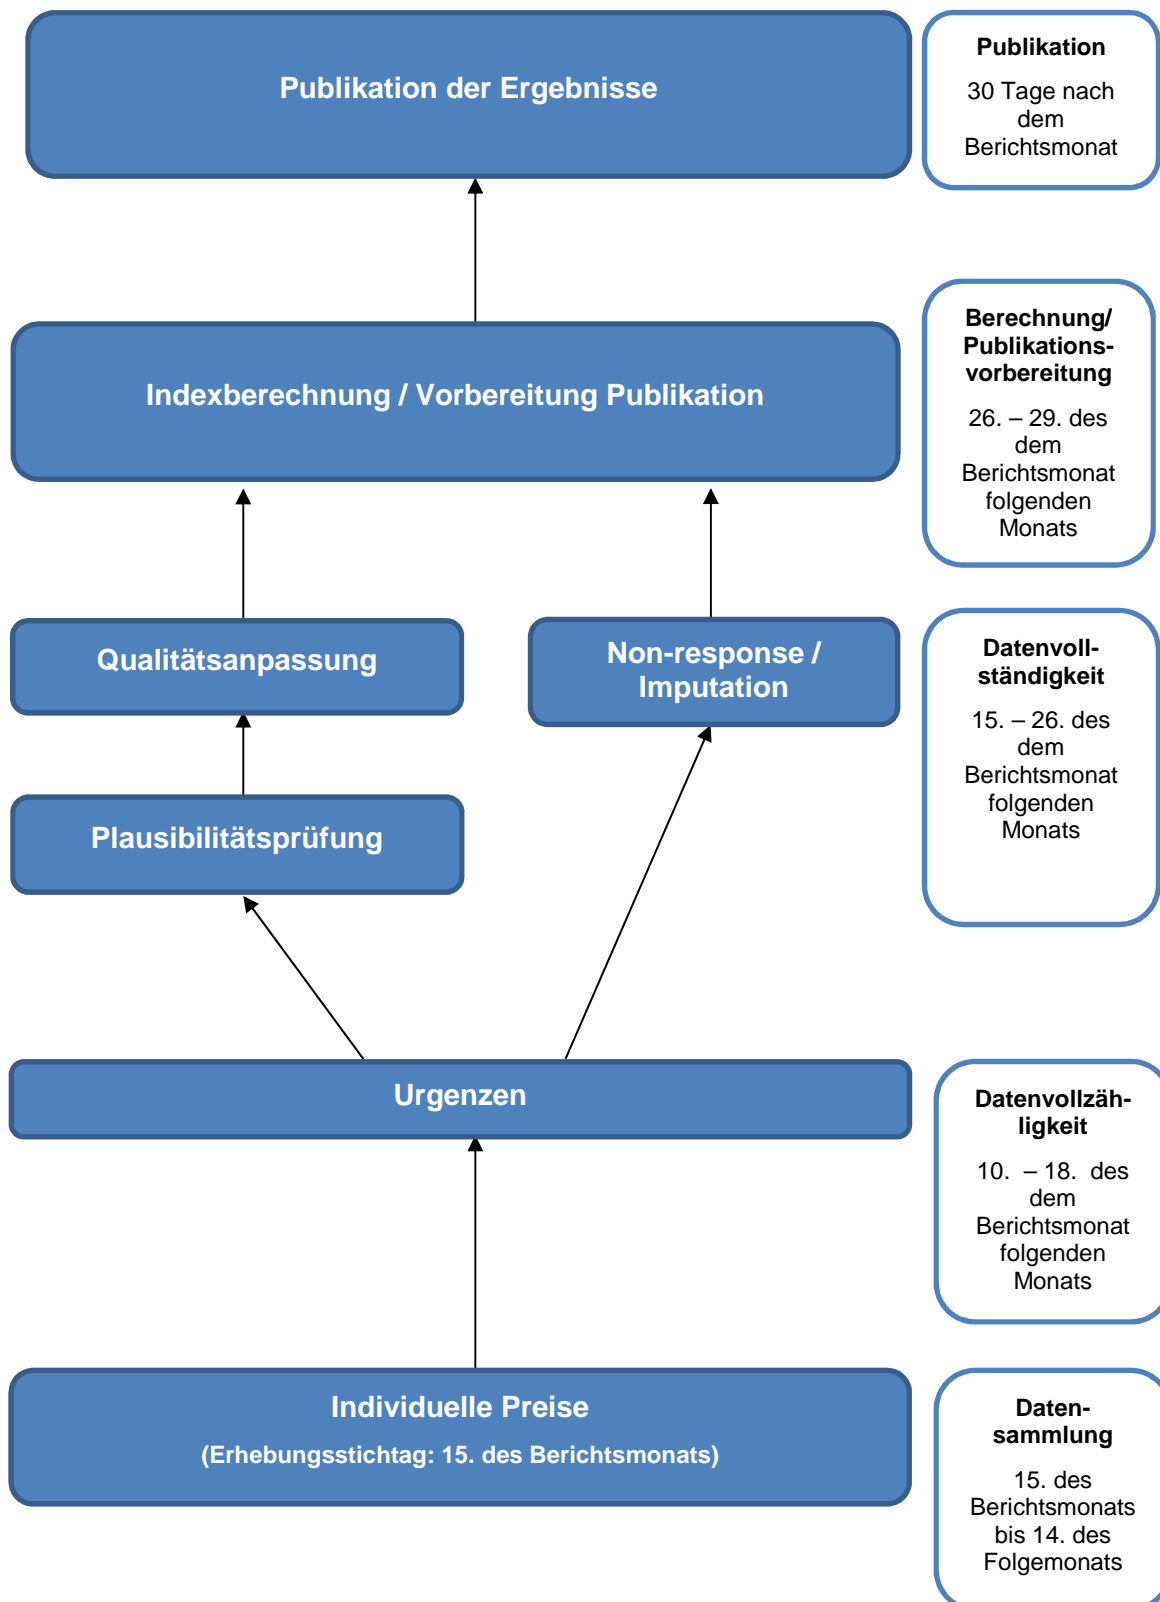 Publikation der Ergebnisse
Publikation
30 Tage nach
dem
Berichtsmonat
Indexberechnung / Vorbereitung Publikation
Berechnung/
Publikations-
vorbereitung
26. – 29. des
dem
Berichtsmonat
folgenden
Monats
Qualitätsanpassung
Non-response /
Imputation
Plausibilitätsprüfung
Datenvoll-
ständigkeit
15. – 26. des
dem
Berichtsmonat
folgenden
Monats
Urgenzen
Datenvollzäh-
ligkeit
10.  – 18.  des
dem
Berichtsmonat
folgenden
Monats
Individuelle Preise
(Erhebungsstichtag: 15. des Berichtsmonats)
Daten-
sammlung
15. des
Berichtsmonats
bis 14. des
Folgemonats